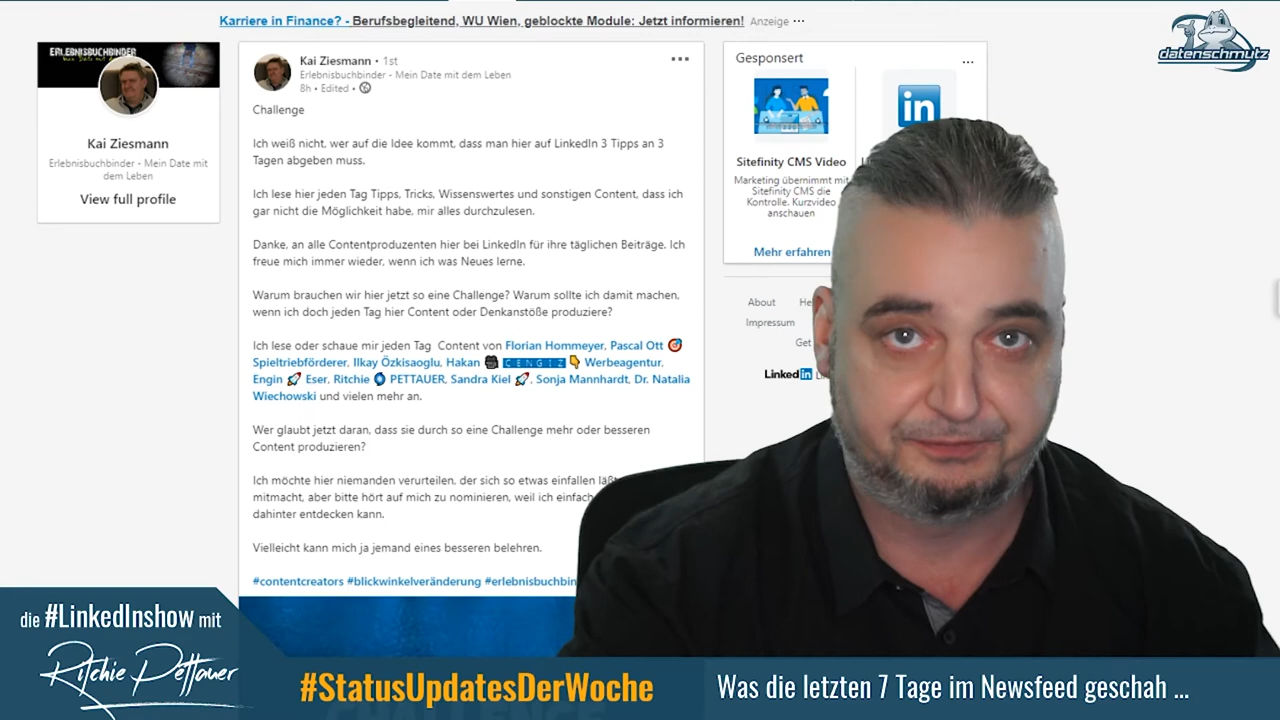 Karriere in Finance? - Berufsbegleitend, WU Wien, geblockte Module: Jetzt informieren! Anzeige ...
datenschmutz
ERLEBNISBUCHBINDER
Kai Ziesmann
Erlebnisbuchbinder - Mein Date mit
dem Leben
View full profile
Kai Ziesmann • 1st
Erlebnisbuchbinder - Mein Date mit dem Leben
8h • Edited •
Challenge
Ich weiß nicht, wer auf die Idee kommt, dass man hier auf LinkedIn 3 Tipps an 3
Tagen abgeben muss.
Ich lese hier jeden Tag Tipps, Tricks, Wissenswertes und sonstigen Content, dass ich
gar nicht die Möglichkeit habe, mir alles durchzulesen.
Danke, an alle Contentproduzenten hier bei LinkedIn für ihre täglichen Beiträge. Ich
freue mich immer wieder, wenn ich was Neues lerne.
Warum brauchen wir hier jetzt so eine Challenge? Warum sollte ich damit machen,
wenn ich doch jeden Tag hier Content oder Denkanstöße produziere?
Ich lese oder schaue mir jeden Tag Content von Florian Hommeyer, Pascal Ott 🎯
Spieltriebförderer, Ilkay Özkisaoglu, Hakan CENGIZ 👇 Werbeagentur,
Engin 🚀 Eser, Ritchie PETTAUER, Sandra Kiel 🚀, Sonja Mannhardt, Dr. Natalia
Wiechowski und vielen mehr an.
Wer glaubt jetzt daran, dass sie durch so eine Challenge mehr oder besseren
Content produzieren?
Ich möchte hier niemanden verurteilen, der sich so etwas einfallen läßt
mitmacht, aber bitte hört auf mich zu nominieren, weil ich einfach
dahinter entdecken kann.
Vielleicht kann mich ja jemand eines besseren belehren.
#contentcreators #blickwinkelveränderung #erlebnisbuchbin
Gesponsert
...
in
Sitefinity CMS Video
Marketing übernimmt mit
Sitefinity CMS die
Kontrolle. Kurzvideo
anschauen
Mehr erfahren
About He
Impressum
Get
Linkedin
die #LinkedInshow mit
Ritchie Pettauer
#StatusUpdatesDerWoche
Was die letzten 7 Tage im Newsfeed geschah ...